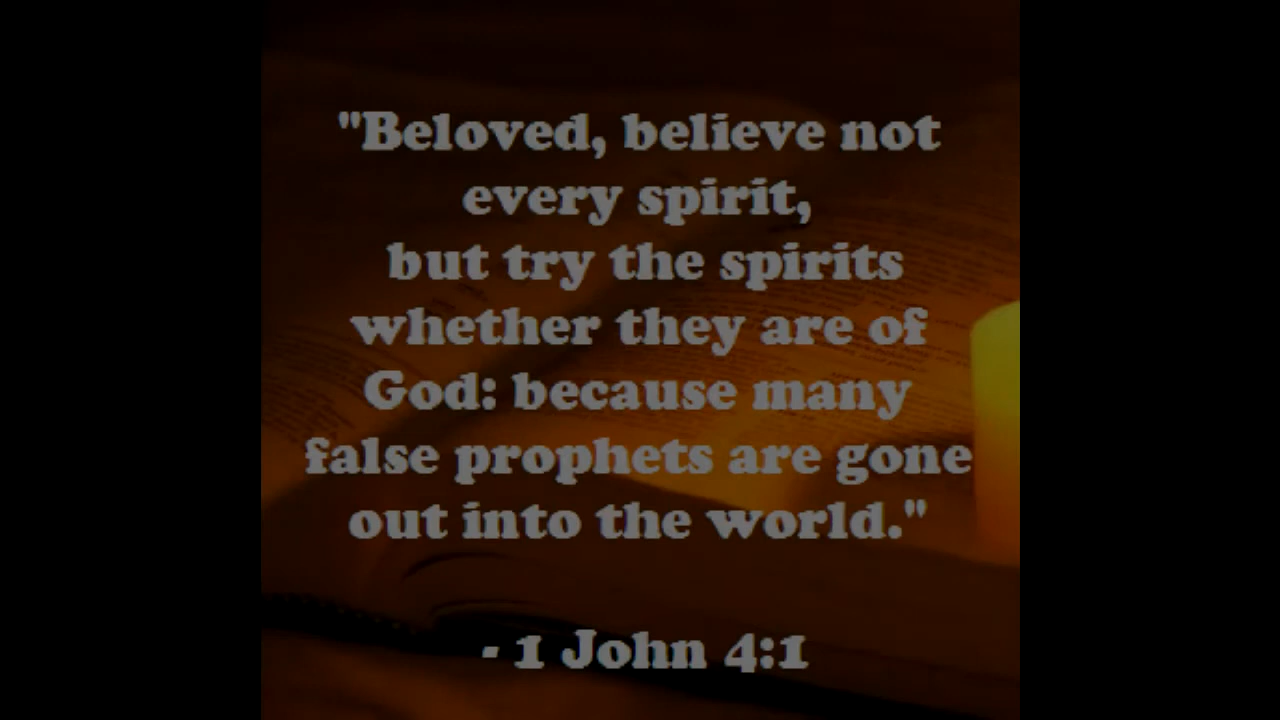 "Beloved, believe not
every spirit,
but try the spirits
whether they are of
God: because many
false prophets are gone
out into the world."
- 1 John 4:1